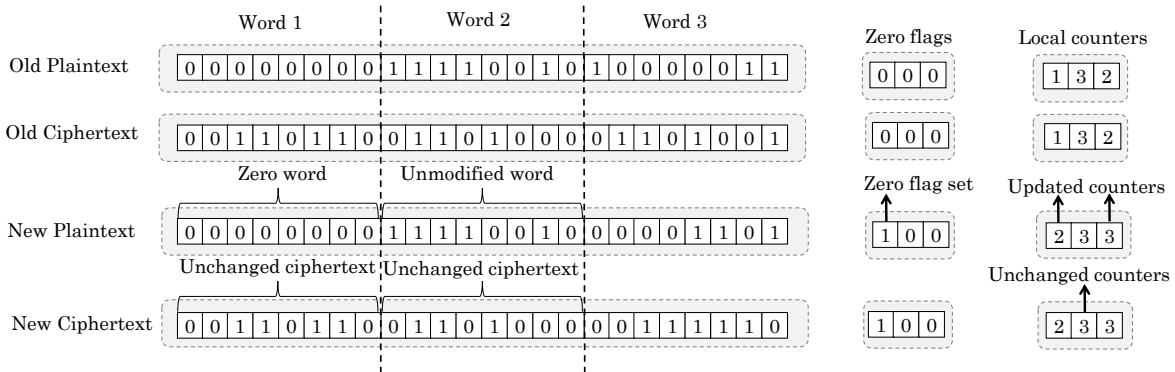 Word 1 Word 2 Word 3
Zero flags Local counters
Old Plaintext 0 0 0 0 0 0 0 0 1 1 1 1 0 0 1 0 1 0 0 0 0 0 1 1 0 0 0 1 3 2
Old Ciphertext 0 0 1 1 0 1 1 0 0 1 1 0 1 0 0 0 0 1 1 0 1 0 0 1 0 0 0 1 3 2
Zero word Unmodified word Zero flag set Updated counters
New Plaintext 0 0 0 0 0 0 0 0 1 1 1 1 0 0 1 0 0 0 0 0 1 1 0 1 1 0 0 2 3 3
Unchanged ciphertext Unchanged ciphertext Unchanged counters
New Ciphertext 0 0 1 1 0 1 1 0 0 1 1 0 1 0 0 0 0 0 1 1 1 1 1 0 1 0 0 2 3 3